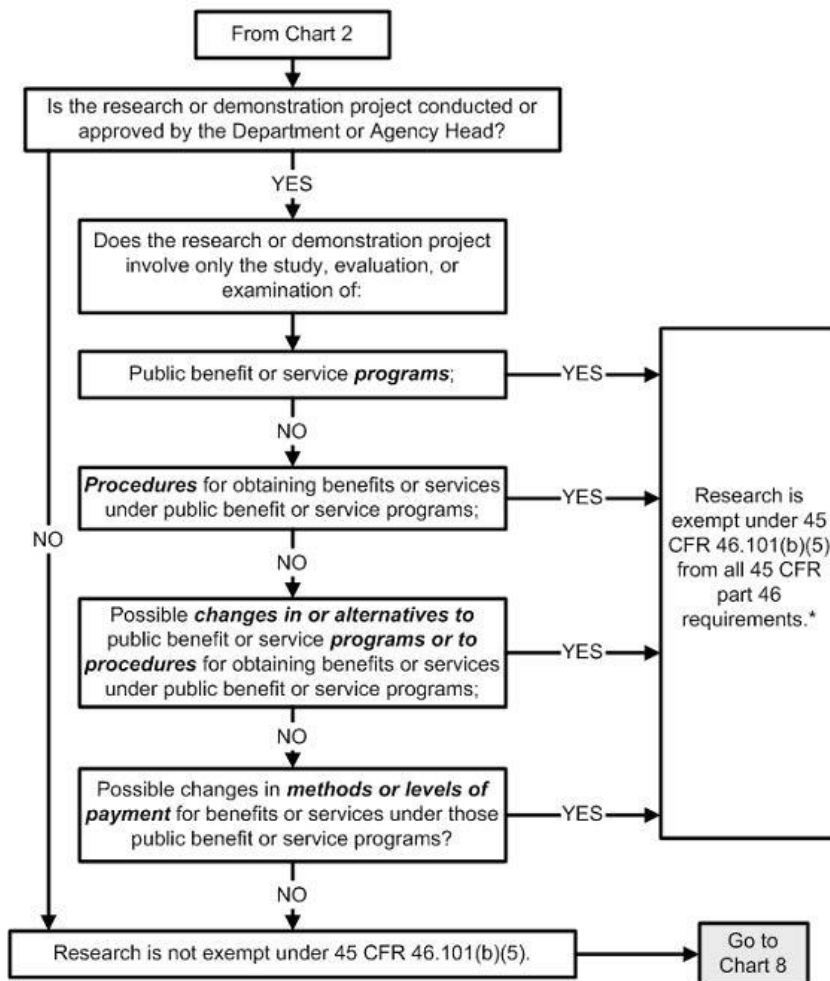 From Chart 2
Is the research or demonstration project conducted or
approved by the Department or Agency Head?
YES
Does the research or demonstration project
involve only the study, evaluation, or
examination of:
Public benefit or service programs;
YES
NO
Procedures for obtaining benefits or services
under public benefit or service programs;
YES
NO
NO
Possible changes in or alternatives to
public benefit or service programs or to
procedures for obtaining benefits or services
under public benefit or service programs;
YES
NO
Possible changes in methods or levels of
payment for benefits or services under those
public benefit or service programs?
YES
NO
Research is
exempt under 45
CFR 46.101(b)(5)
from all 45 CFR
part 46
requirements.*
Research is not exempt under 45 CFR 46.101(b)(5).
Go to
Chart 8